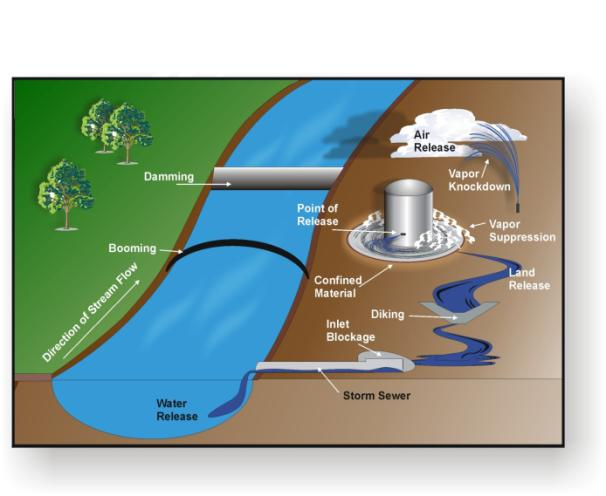 Air
Release
Damming
Vapor
Knockdown
Point of
Release
Vapor
Suppression
Booming
Direction of Stream Flow
Confined
Material
Land
Release
Diking
Inlet
Blockage
Storm Sewer
Water
Release